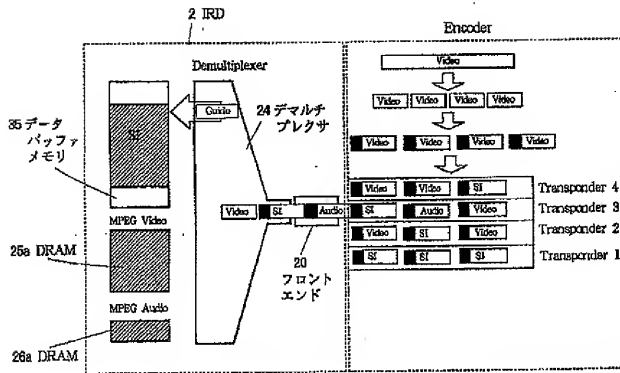 2 IRD
Encoder
Demultiplexer
Video
Guide
24 デマルチ
プレクサ
Video Video Video Video
35 データ
バッファ
メモリ
SI
Video Video Video Video
Video Video SI Transponder 4
Video SI Audio SI Audio Video Transponder 3
Video SI Video Transponder 2
SI SI SI Transponder 1
MPEG Video
25a DRAM
20
フロント
エンド
MPEG Audio
26a DRAM